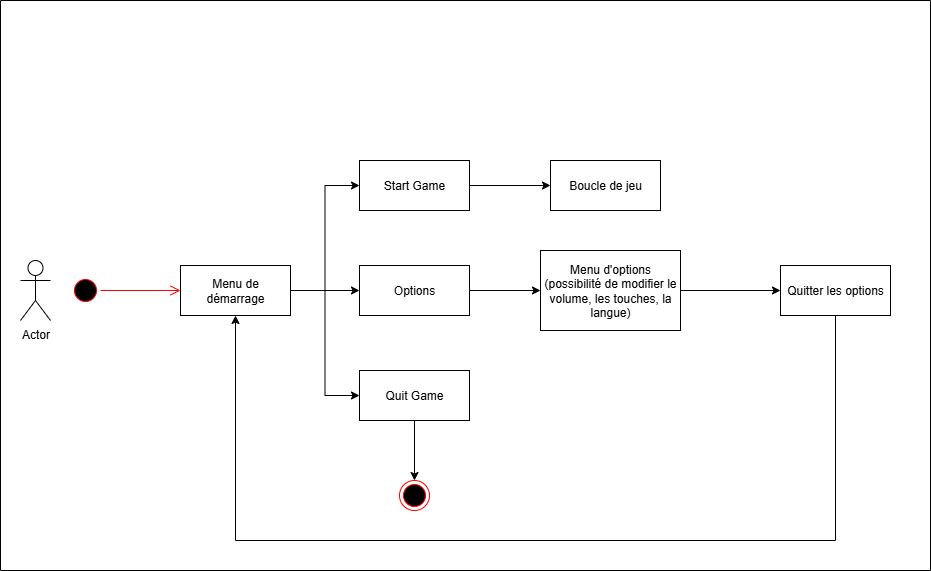 Start Game
Boucle de jeu
Actor
Menu de
démarrage
Options
Menu d'options
(possibilité de modifier le
volume, les touches, la
langue)
Quitter les options
Quit Game